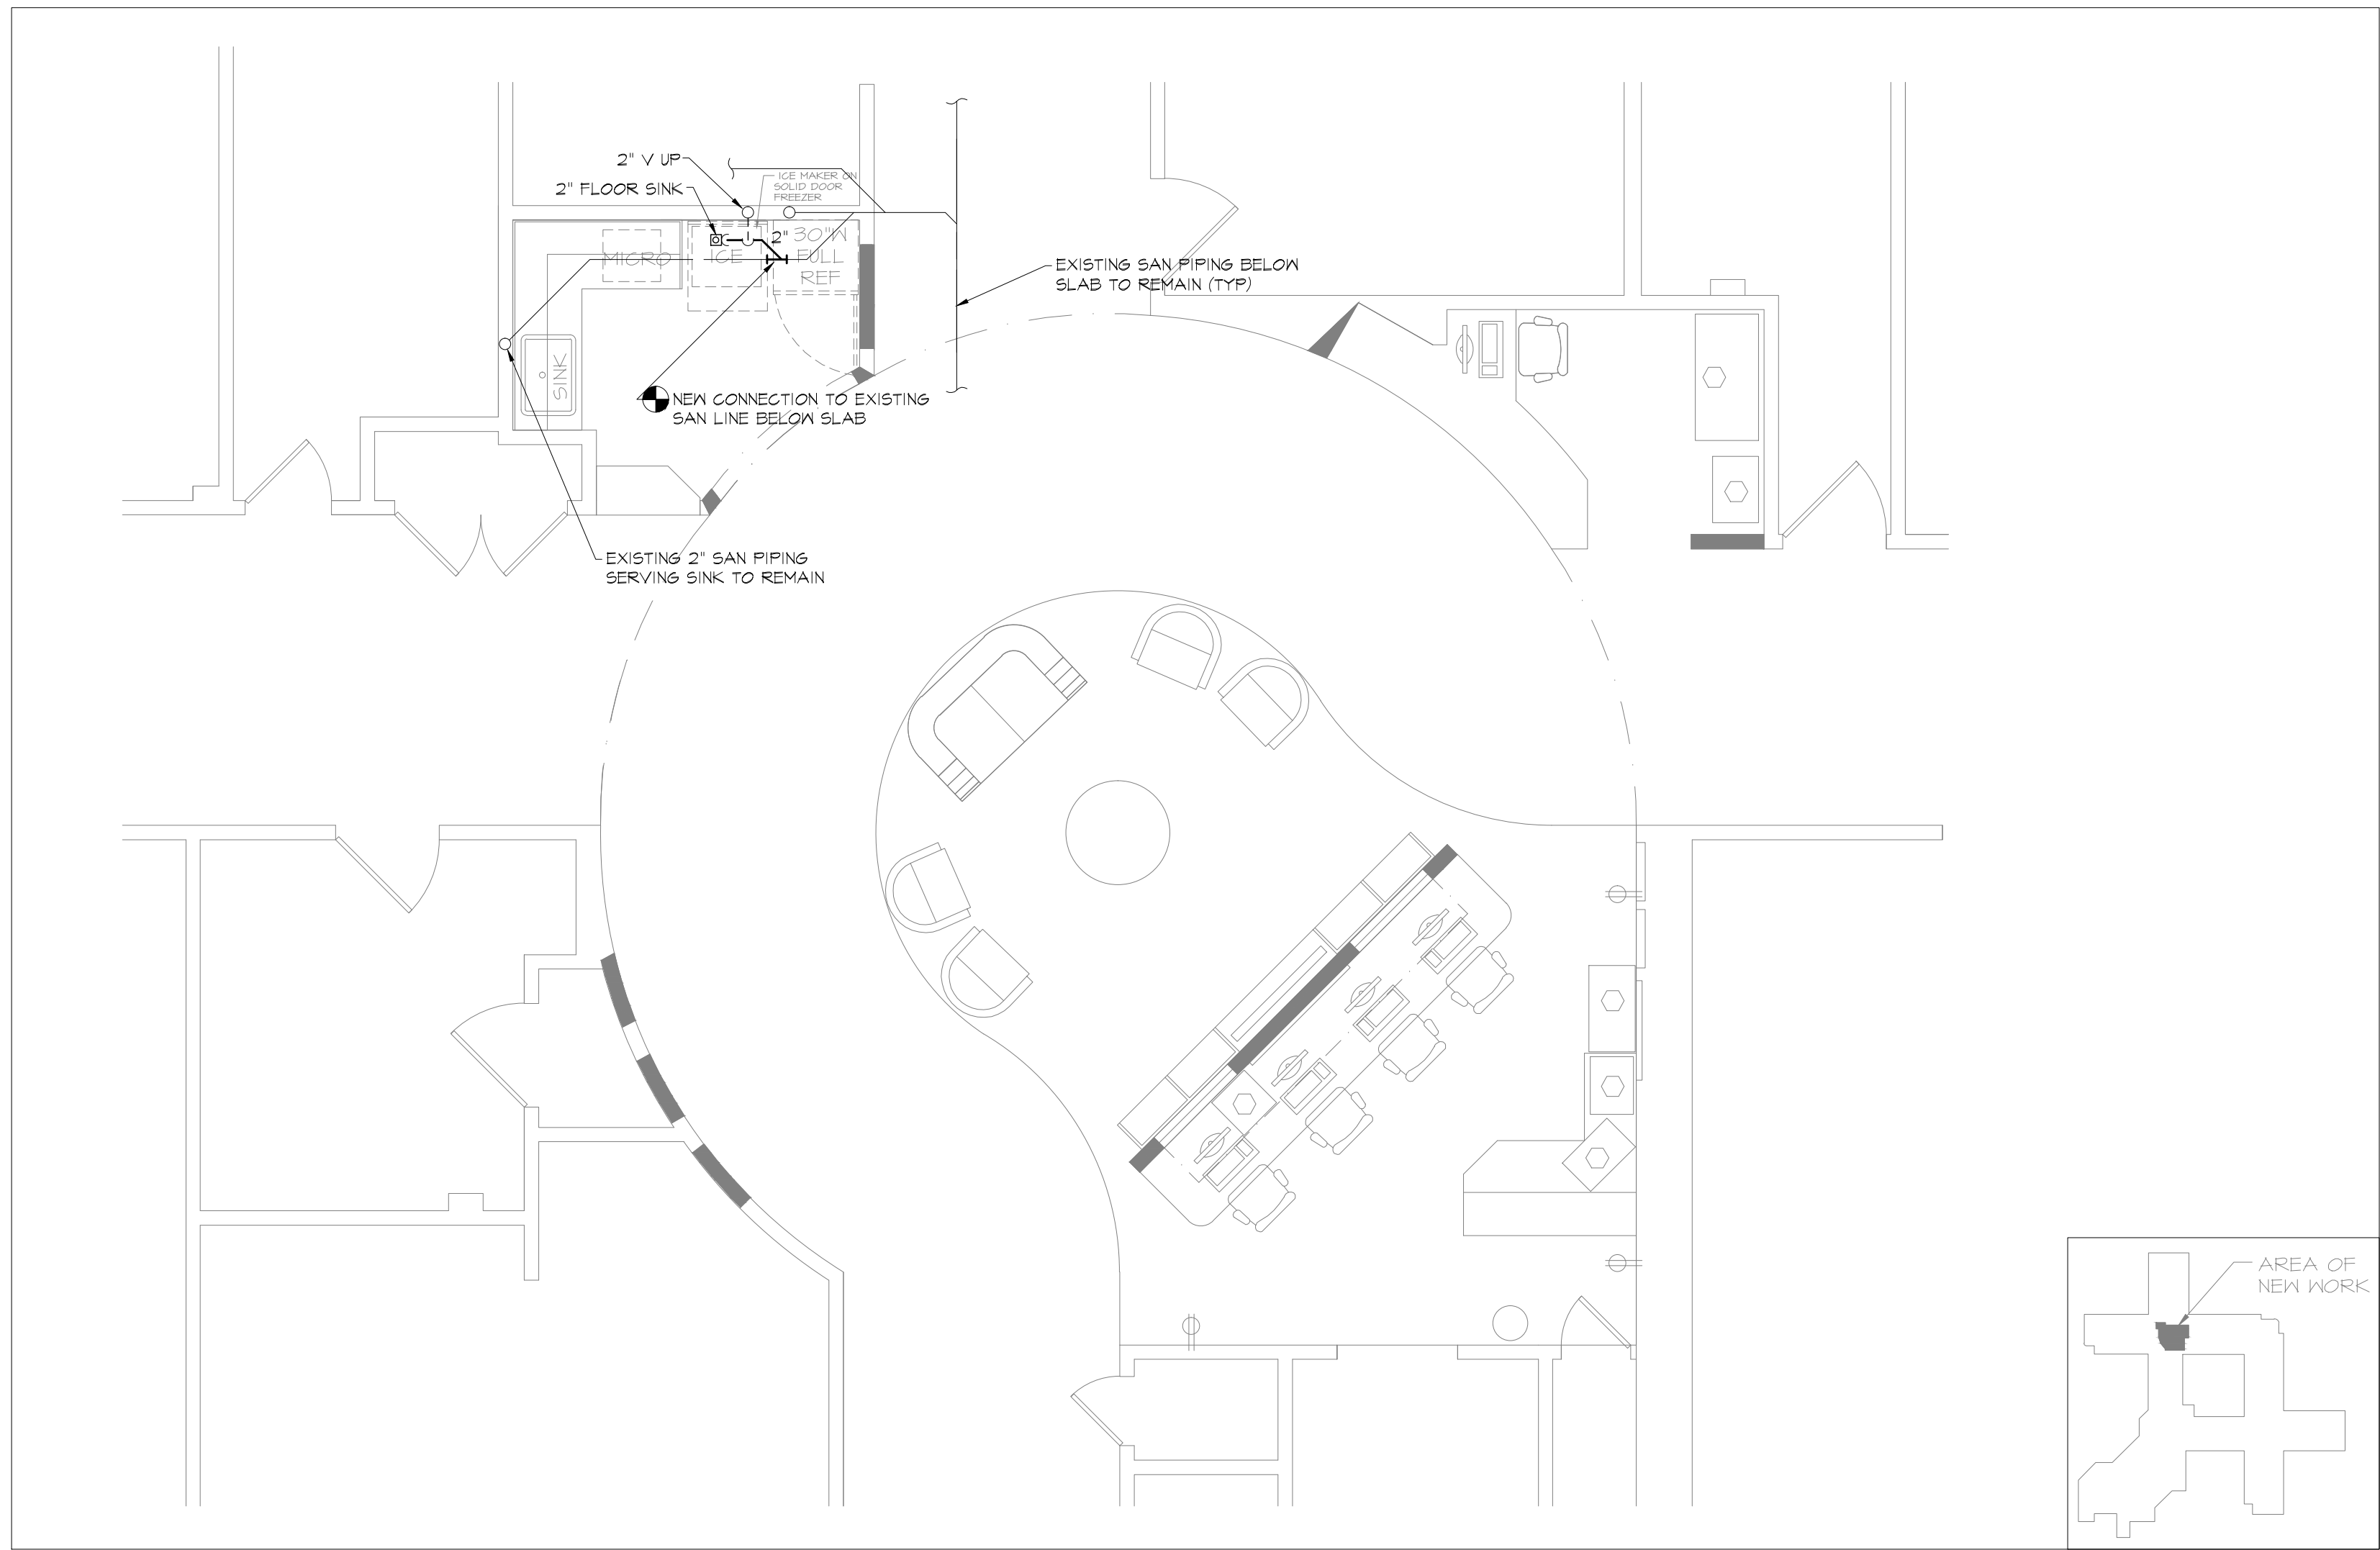 2" V UP
2" FLOOR SINK
ICE MAKER ON
SOLID DOOR
FREEZER
2"
30"W
FULL
REF
MICRO
ICE
SINK
EXISTING SAN PIPING BELOW
SLAB TO REMAIN (TYP)
NEW CONNECTION TO EXISTING
SAN LINE BELOW SLAB
EXISTING 2" SAN PIPING
SERVING SINK TO REMAIN
AREA OF
NEW WORK